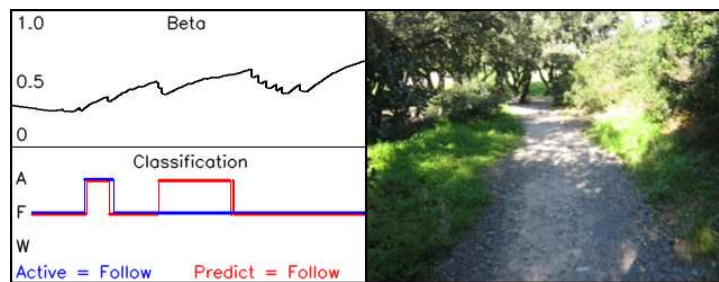 1.0 Beta
0.5
0
Classification
A
F
W
Active = Follow Predict = Follow